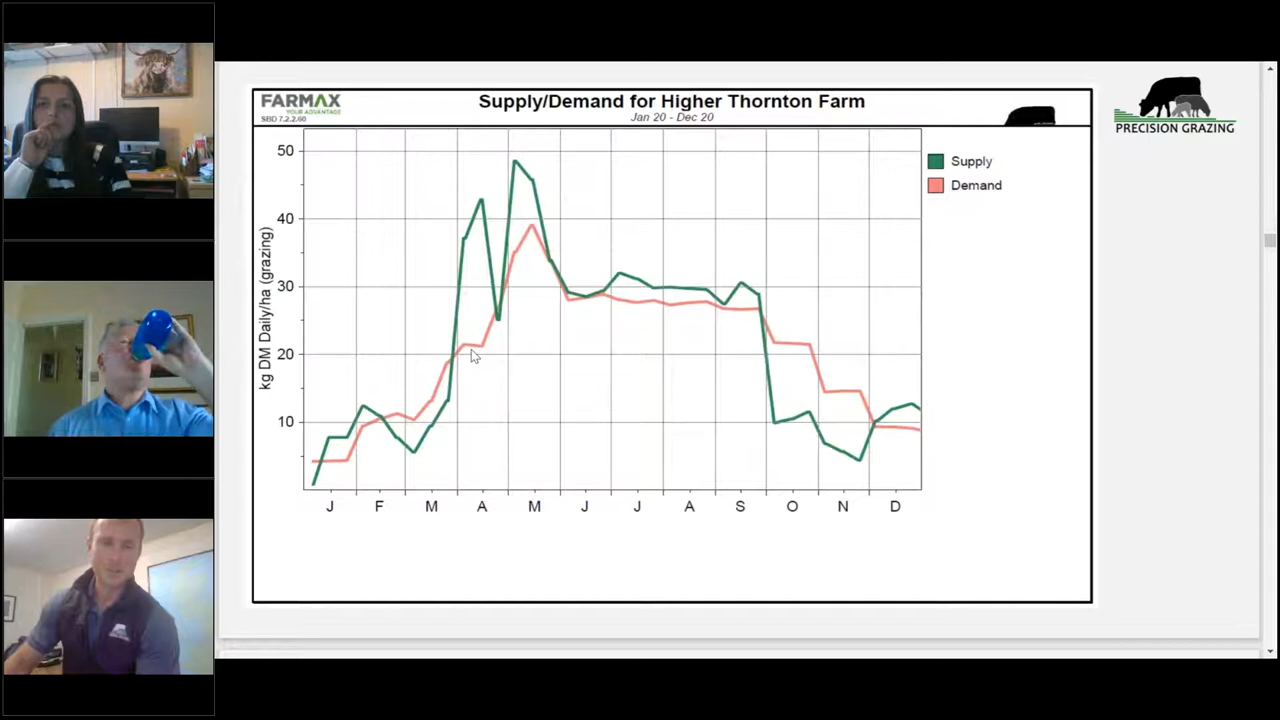 FARMAX
YOUR ADVANTAGE
SBD 7.2.2.60
Supply/Demand for Higher Thornton Farm
Jan 20 - Dec 20
PRECISION GRAZING
Supply
Demand
kg DM Daily/ha (grazing)
50
40
30
20
10
J F M A M J J A S O N D